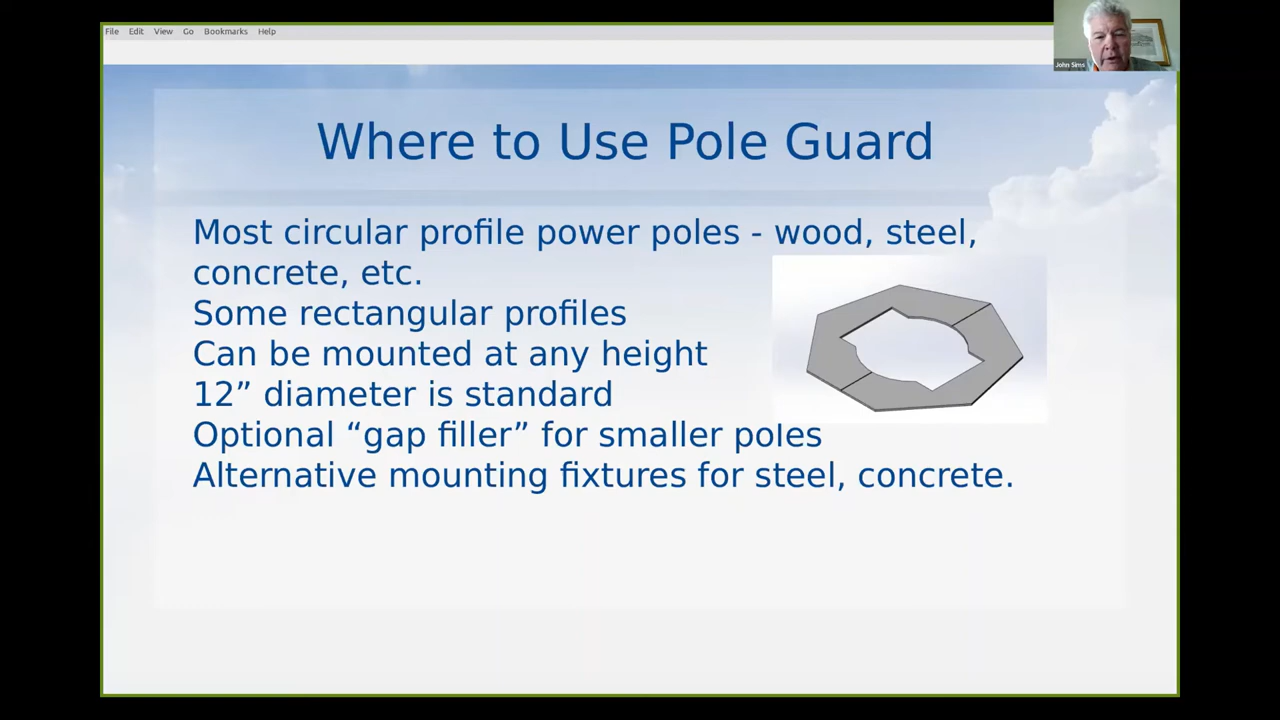 File Edit View Go Bookmarks Help
John Sims
Where to Use Pole Guard
Most circular profile power poles - wood, steel,
concrete, etc.
Some rectangular profiles
Can be mounted at any height
12” diameter is standard
Optional “gap filler” for smaller poles
Alternative mounting fixtures for steel, concrete.